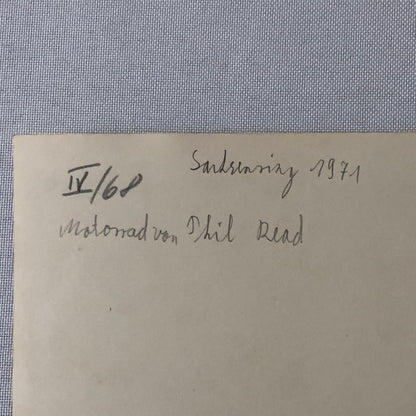 IV/68 Sachsenring 1971
Motorrad von Phil Read